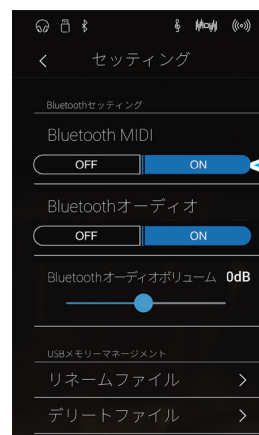 セッティング
Bluetoothセッティング
Bluetooth MIDI
OFF ON
Bluetoothオーディオ
OFF ON
Bluetoothオーディオボリューム 0dB
USBメモリーマネージメント
リネームファイル
デリートファイル